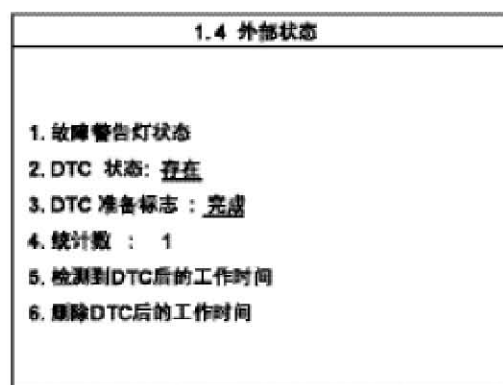 1.4 外部状态
1. 故障警告灯状态
2. DTC 状态: 存在
3. DTC 准备标志 : 完成
4. 统计数 : 1
5. 检测到DTC后的工作时间
6. 删除DTC后的工作时间